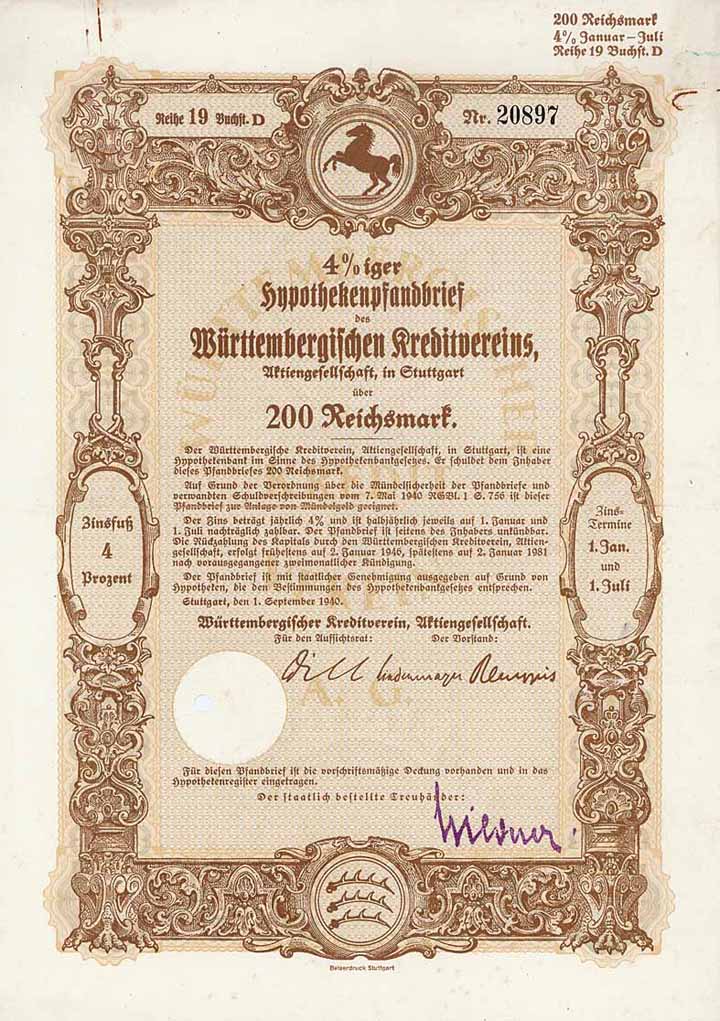 200 Reichsmark
4% Januar–Juli
Reihe 19 Buchst. D
Reihe 19 Buchst. D
Nr. 20897
4%iger
Hypothekenpfandbrief
des
Württembergischen Kreditvereins,
Aktiengesellschaft, in Stuttgart
über
200 Reichsmark.
Der Württembergische Kreditverein, Aktiengesellschaft, in Stuttgart, ist eine
Hypothekenbank im Sinne des Hypothekenbankgesetzes. Er schuldet dem Inhaber
dieses Pfandbriefes 200 Reichsmark.
Auf Grund der Verordnung über die Mündelsicherheit der Pfandbriefe und
verwandten Schuldverschreibungen vom 7. Mai 1940 RGBl. I S. 756 ist dieser
Pfandbrief zur Anlage von Mündelgeld geeignet.
Der Zins beträgt jährlich 4% und ist halbjährlich jeweils auf 1. Januar und
1. Juli nachträglich zahlbar. Der Pfandbrief ist seitens des Inhabers unkündbar.
Die Rückzahlung des Kapitals durch den Württembergischen Kreditverein, Aktien-
gesellschaft, erfolgt frühestens auf 2. Januar 1946, spätestens auf 2. Januar 1981
nach vorausgegangener zweimonatlicher Kündigung.
Der Pfandbrief ist mit staatlicher Genehmigung ausgegeben auf Grund von
Hypotheken, die den Bestimmungen des Hypothekenbankgesetzes entsprechen.
Stuttgart, den 1. September 1940.
Zinsfuß
4
Prozent
Zins-
Termine
1. Jan.
und
1. Juli
Württembergischer Kreditverein, Aktiengesellschaft.
Für den Aufsichtsrat: Der Vorstand:
A. G.
Für diesen Pfandbrief ist die vorschriftsmäßige Deckung vorhanden und in das
Hypothekenregister eingetragen.
Der staatlich bestellte Treuhänder:
Belserdruck Stuttgart